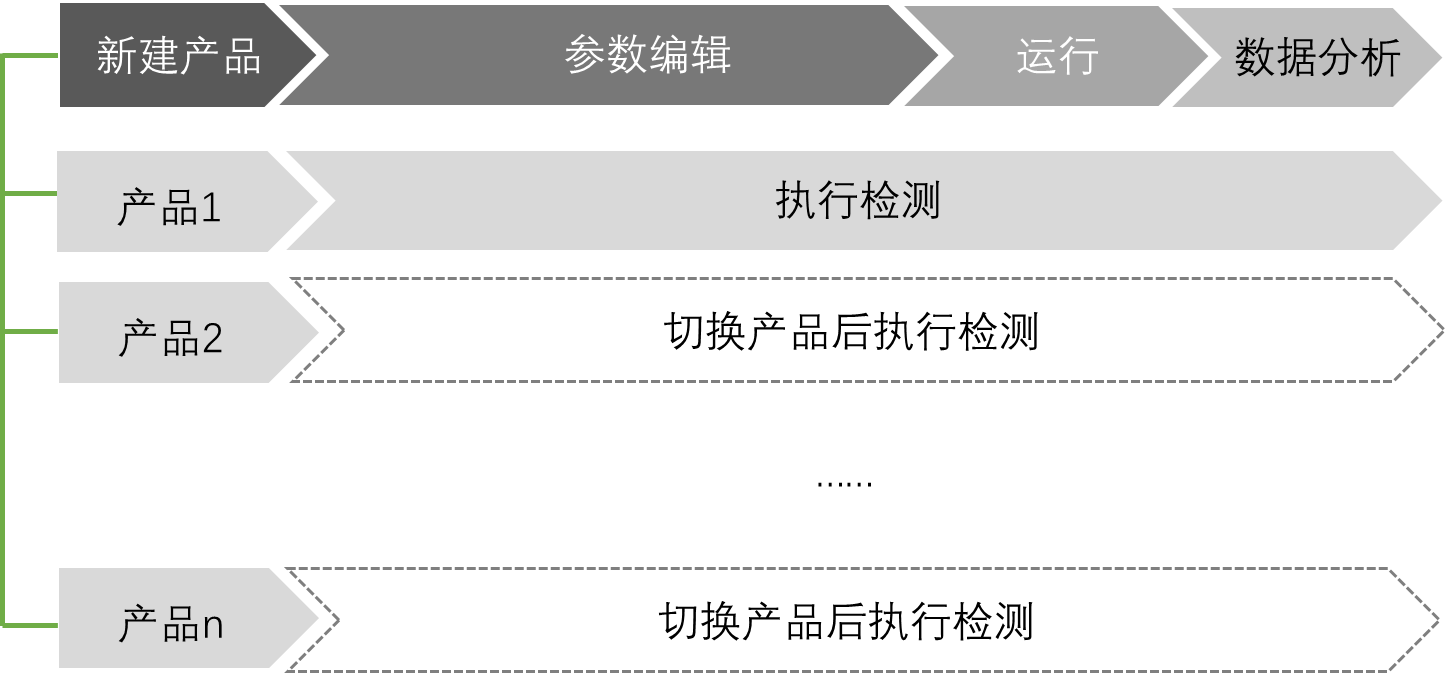 新建产品
参数编辑
运行
数据分析
产品1
执行检测
产品2
切换产品后执行检测
……
产品n
切换产品后执行检测